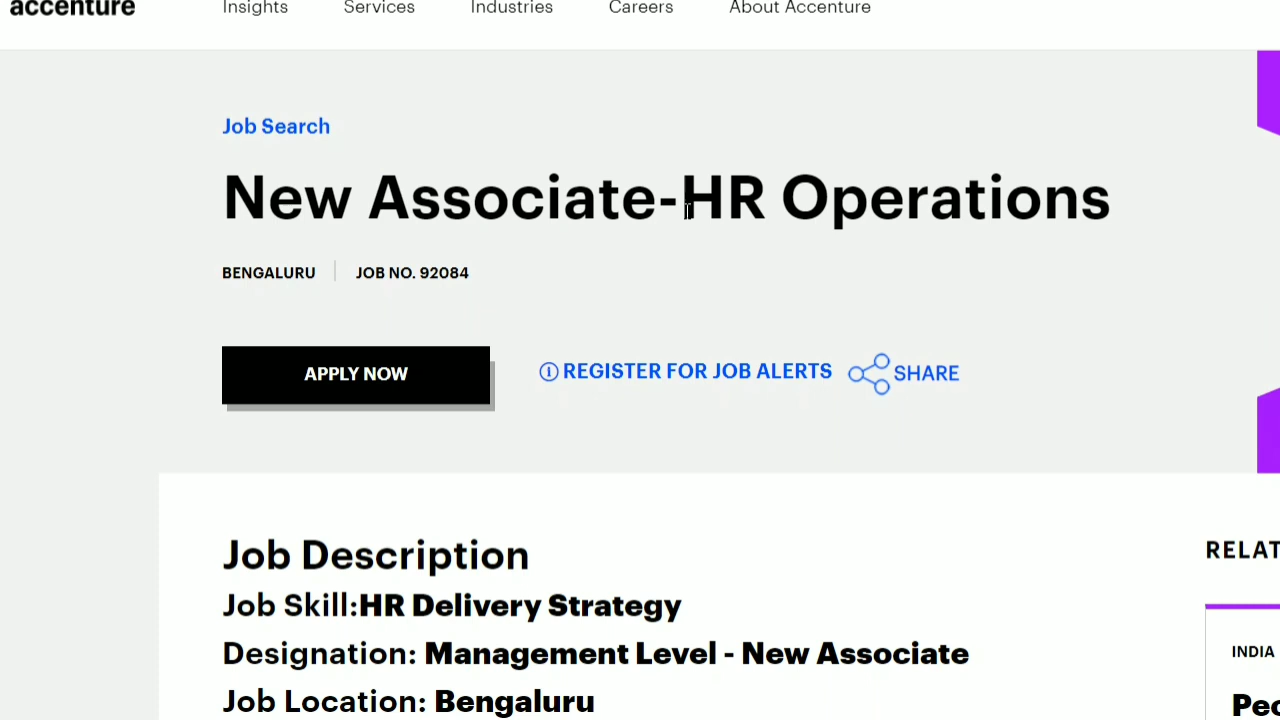 accenture
Insights Services Industries Careers About Accenture
Job Search
New Associate-HR Operations
BENGALURU JOB NO. 92084
APPLY NOW REGISTER FOR JOB ALERTS SHARE
Job Description
Job Skill:HR Delivery Strategy
Designation: Management Level - New Associate
Job Location: Bengaluru
RELAT
INDIA
Peo